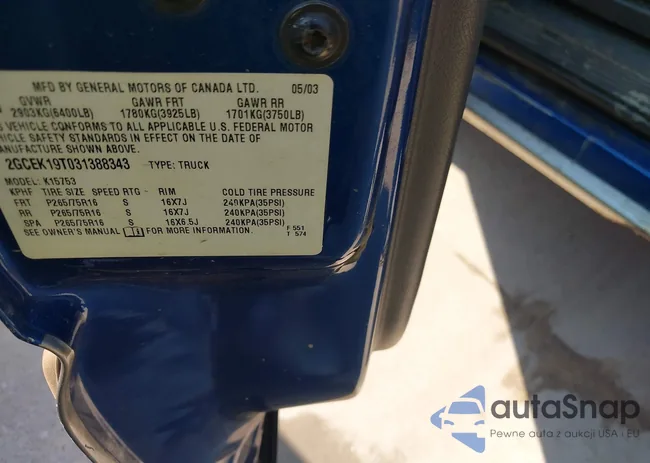 MFD BY GENERAL MOTORS OF CANADA LTD. 05/03
GVWR GAWR FRT GAWR RR
2903KG(6400LB) 1780KG(3925LB) 1701KG(3750LB)
VEHICLE CONFORMS TO ALL APPLICABLE U.S. FEDERAL MOTOR
VEHICLE SAFETY STANDARDS IN EFFECT ON THE DATE OF
MANUFACTURE SHOWN ABOVE.
2GCEK19T031388343 TYPE: TRUCK
MODEL: K15753
KPHF TIRE SIZE SPEED RTG RIM COLD TIRE PRESSURE
FRT P265/75R16 S 16X7J 240KPA(35PSI)
RR P265/75R16 S 16X7J 240KPA(35PSI)
SPA P265/75R16 S 16X6.5J 240KPA(35PSI)
SEE OWNER'S MANUAL FOR MORE INFORMATION. F 551
T 574
autaSnap
Pewne auta z aukcji USA i EU